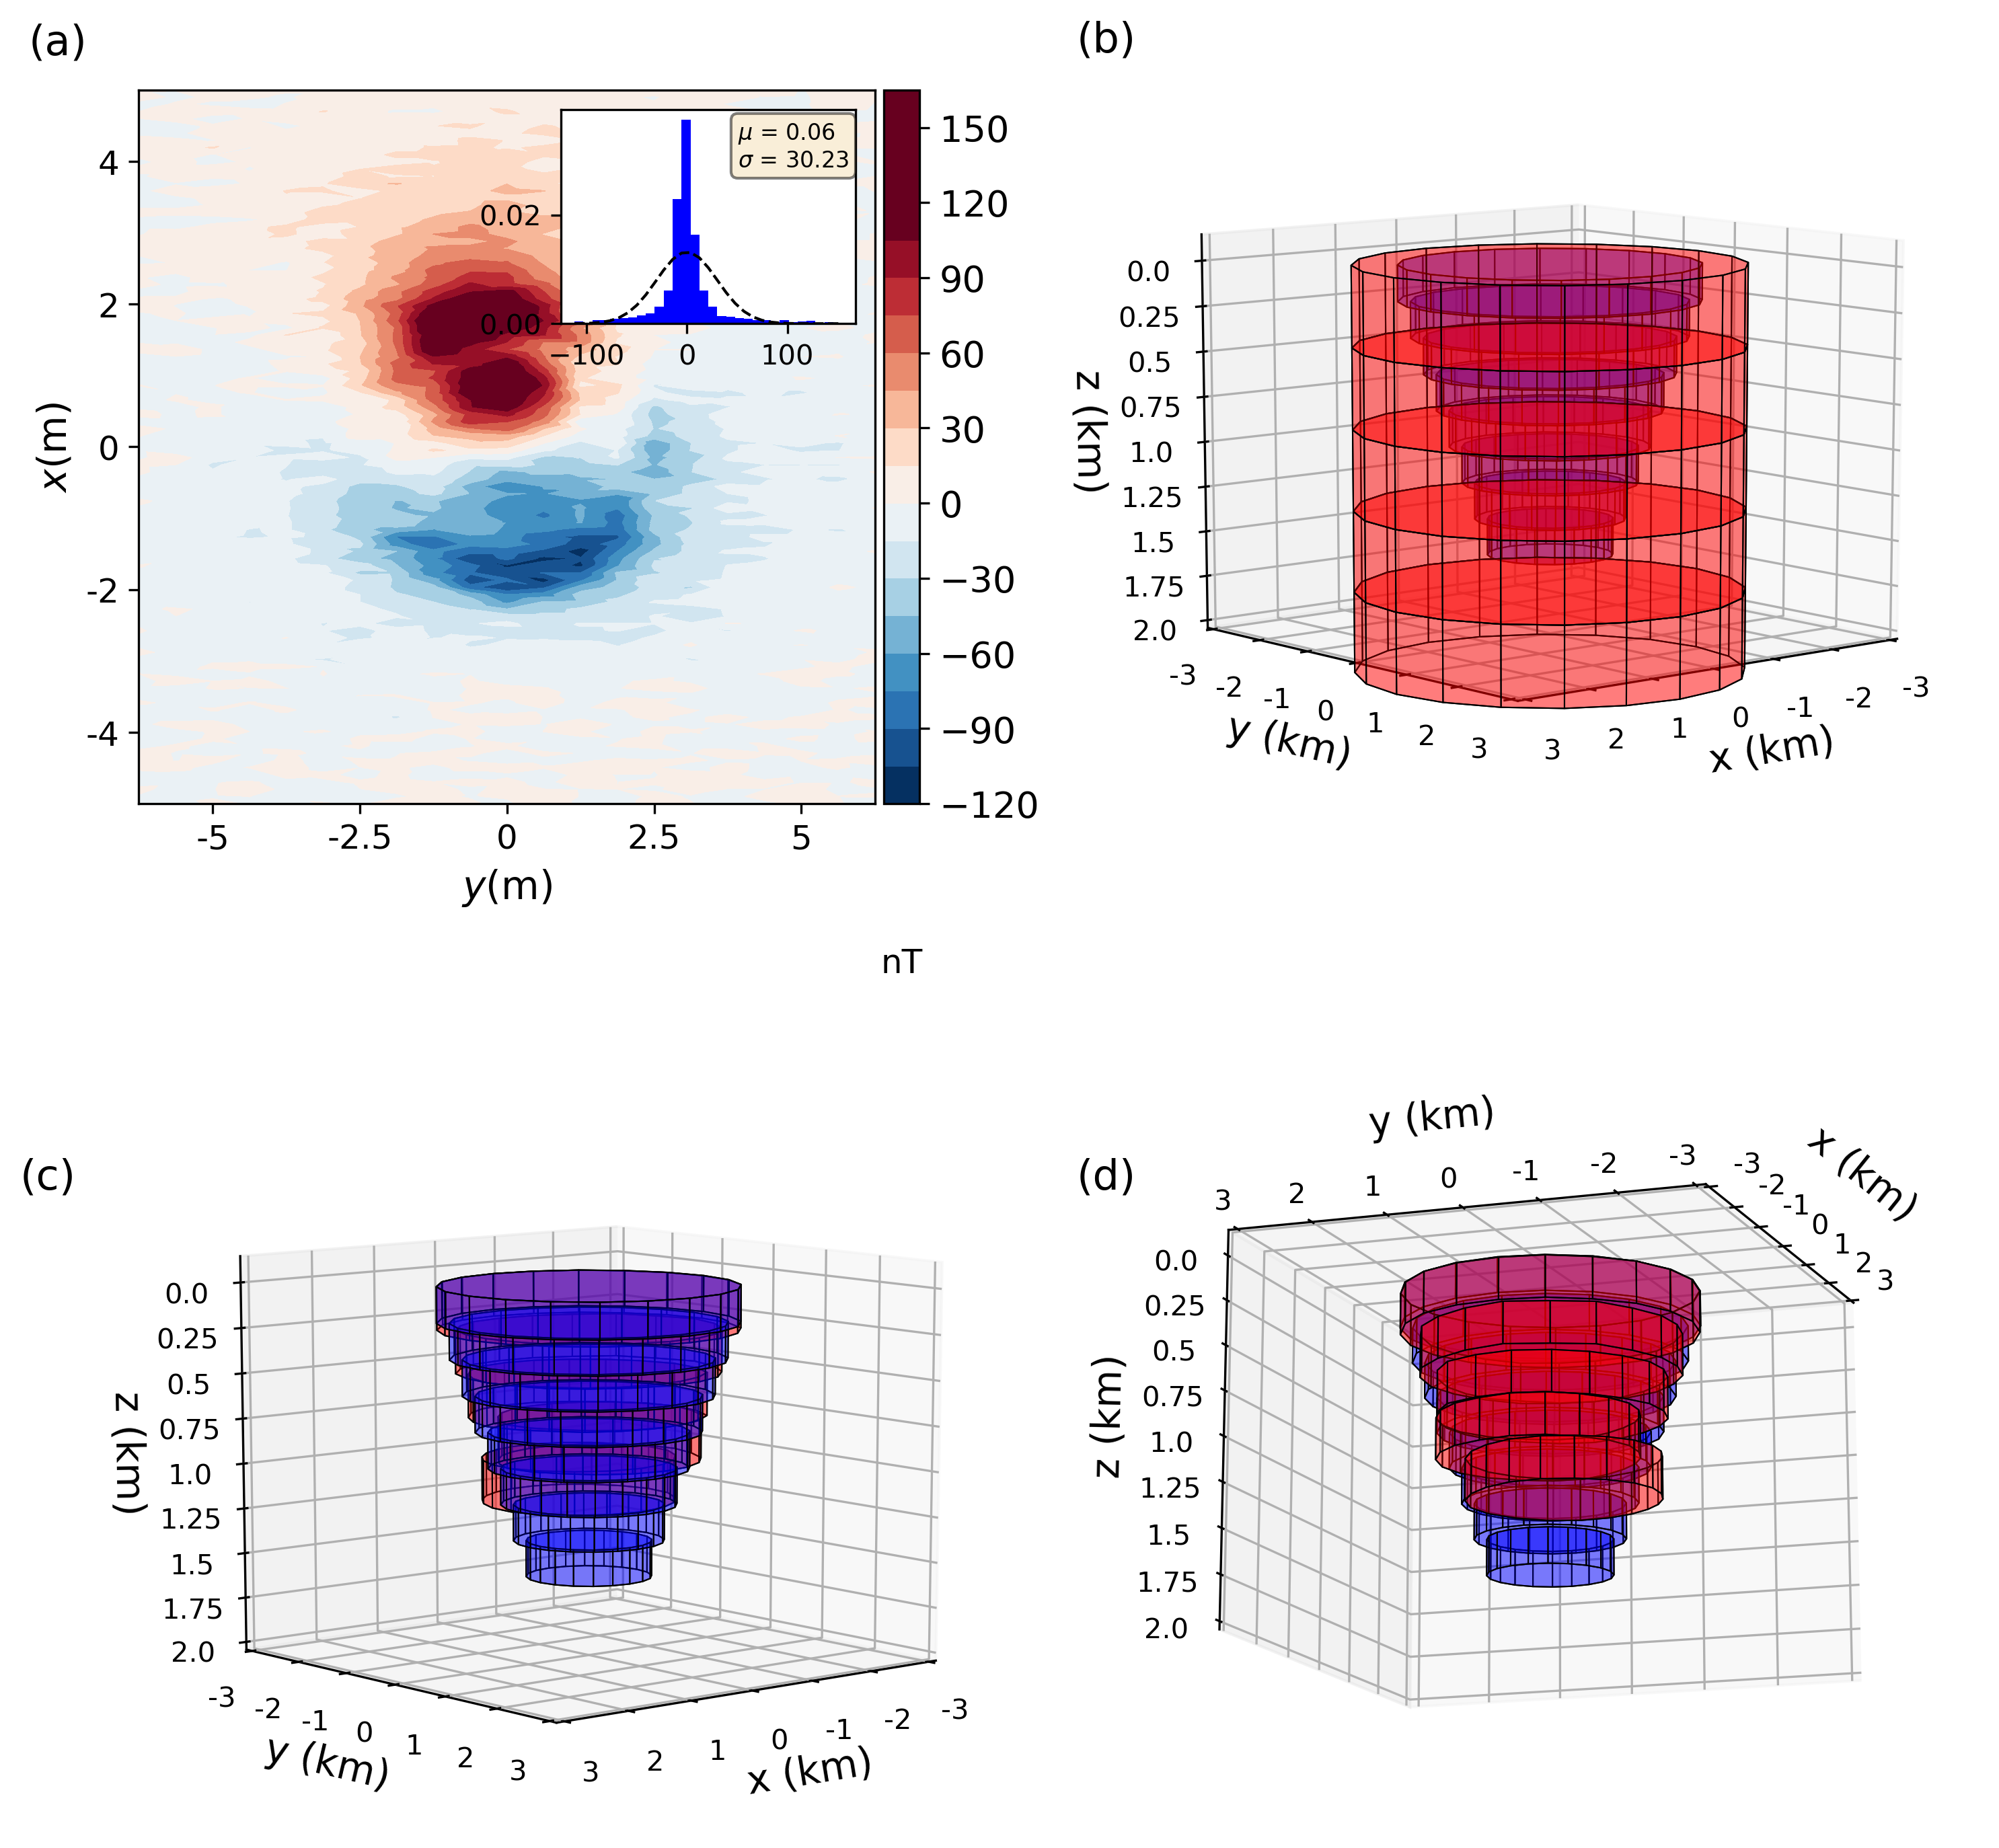 (a)
μ = 0.06
σ = 30.23
0.02
0.00
−100 0 100
4
2
0
-2
-4
x(m)
-5 -2.5 0 2.5 5
y(m)
150
120
90
60
30
0
−30
−60
−90
−120
nT
(b)
0.0
0.25
0.5
0.75
1.0
1.25
1.5
1.75
2.0
z (km)
-3 -2 -1 0 1 2 3
y (km)
3 2 1 0 -1 -2 -3
x (km)
(c)
0.0
0.25
0.5
0.75
1.0
1.25
1.5
1.75
2.0
z (km)
-3 -2 -1 0 1 2 3
y (km)
3 2 1 0 -1 -2 -3
x (km)
(d)
y (km)
3 2 1 0 -1 -2 -3
x (km)
-3 -2 -1 0 1 2 3
0.0
0.25
0.5
0.75
1.0
1.25
1.5
1.75
2.0
z (km)